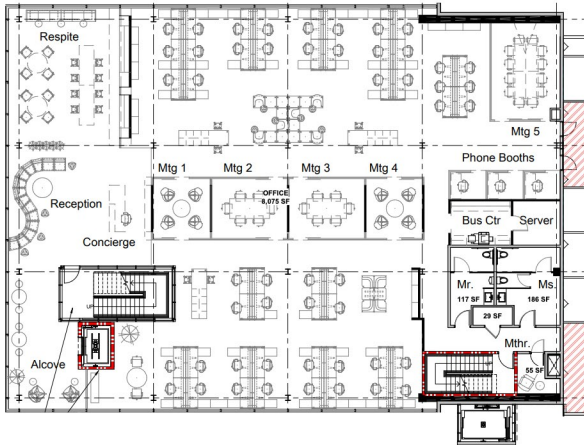 Respite
Mtg 5
Mtg 1
Mtg 2
Mtg 3
Mtg 4
Phone Booths
OFFICE
8,075 SF
Reception
Concierge
Bus Ctr
Server
UP
Mr.
117 SF
Ms.
186 SF
29 SF
Mthr.
55 SF
Alcove